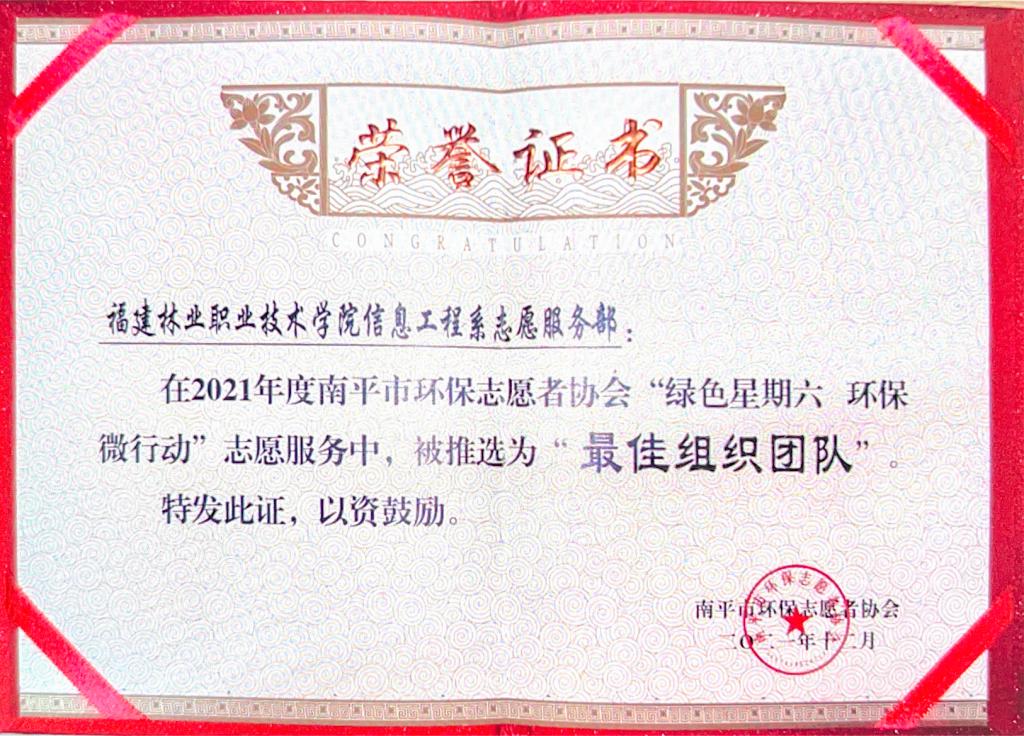 荣誉证书
CONGRATULATION
福建林业职业技术学院信息工程系志愿服务部：
在2021年度南平市环保志愿者协会“绿色星期六 环保
微行动”志愿服务中，被推选为“最佳组织团队”。
特发此证，以资鼓励。
南平市环保志愿者协会
二〇二一年十二月